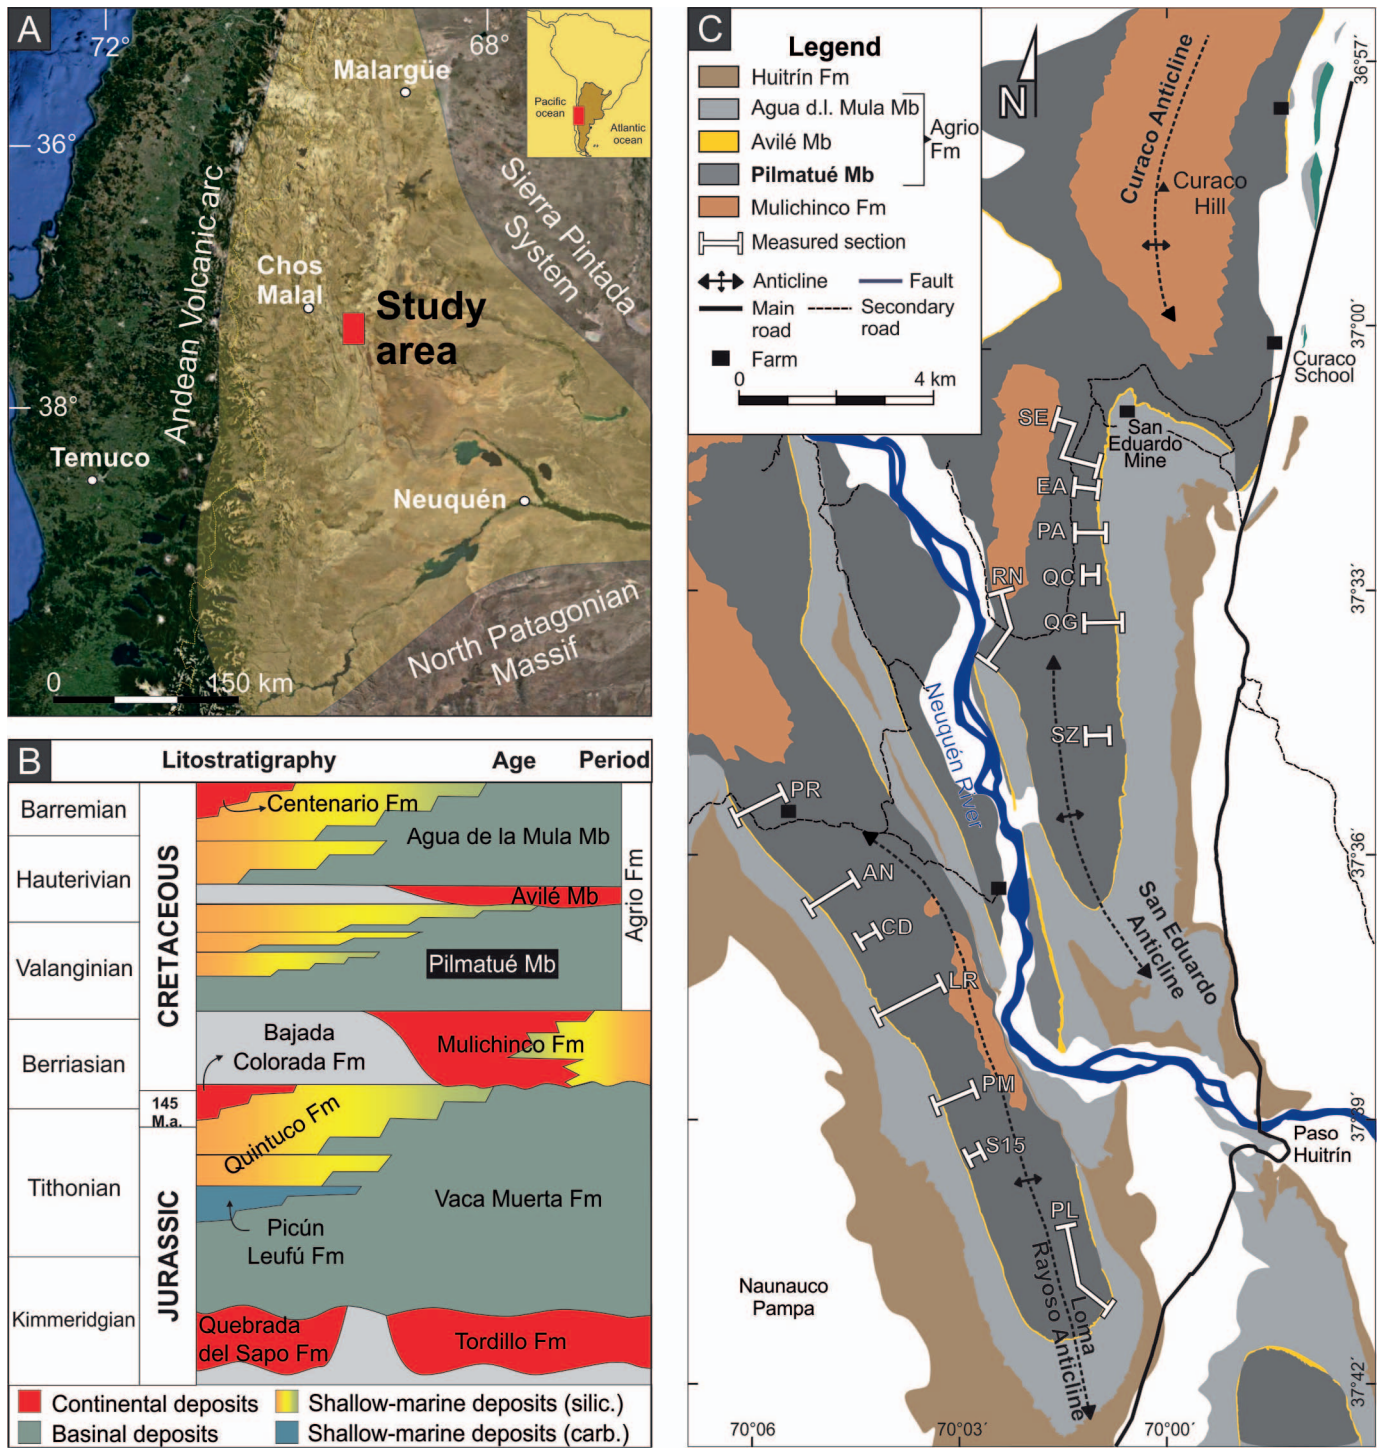 A
72°
68°
Malargüe
Pacific
ocean
Atlantic
ocean
36°
Sierra Pintada
System
Andean Volcanic arc
Chos
Malal
Study
area
38°
Temuco
Neuquén
North Patagonian
Massif
0
150 km
B
Litostratigraphy
Age
Period
Barremian
Hauterivian
Valanginian
Berriasian
Tithonian
Kimmeridgian
CRETACEOUS
145
M.a.
JURASSIC
Centenario Fm
Agua de la Mula Mb
Avilé Mb
Agrio Fm
Pilmatué Mb
Bajada
Colorada Fm
Mulichinco Fm
Quintuco Fm
Vaca Muerta Fm
Picún
Leufú Fm
Quebrada
del Sapo Fm
Tordillo Fm
Continental deposits
Shallow-marine deposits (silic.)
Basinal deposits
Shallow-marine deposits (carb.)
C
Legend
Huitrín Fm
Agua d.l. Mula Mb
Avilé Mb
Agrio
Fm
Pilmatué Mb
Mulichinco Fm
Measured section
Anticline
Fault
Main
road
Secondary
road
Farm
0
4 km
N
Curaco Anticline
Curaco
Hill
36°57´
37°00´
Curaco
School
San
Eduardo
Mine
SE
EA
PA
QC
RN
QG
37°33´
SZ
Neuquén River
PR
AN
CD
LR
37°36´
San Eduardo
Anticline
PM
S15
PL
37°39´
Paso
Huitrín
Naunauco
Pampa
Loma
Rayoso Anticline
37°42´
70°06´
70°03´
70°00´